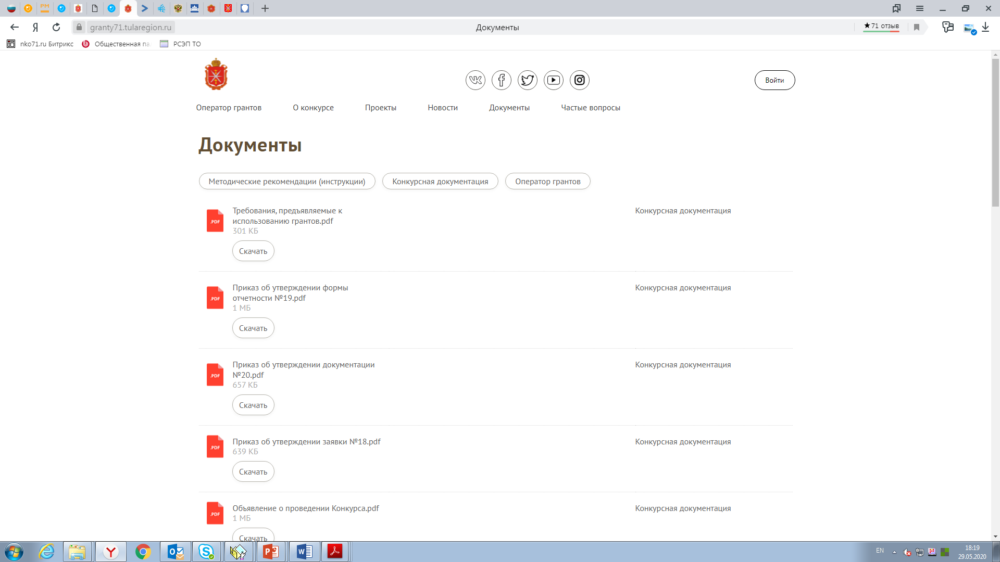 PM
granty71.tularegion.ru
Документы
★71 отзыв
nko71.ru Битрикс
Общественная па
РСЭП ТО
Войти
Оператор грантов
О конкурсе
Проекты
Новости
Документы
Частые вопросы
Документы
Методические рекомендации (инструкции)
Конкурсная документация
Оператор грантов
.PDF
Требования, предъявляемые к
использованию грантов.pdf
301 КБ
Скачать
Конкурсная документация
.PDF
Приказ об утверждении формы
отчетности №19.pdf
1 МБ
Скачать
Конкурсная документация
.PDF
Приказ об утверждении документации
№20.pdf
657 КБ
Скачать
Конкурсная документация
.PDF
Приказ об утверждении заявки №18.pdf
639 КБ
Скачать
Конкурсная документация
.PDF
Объявление о проведении Конкурса.pdf
1 МБ
Скачать
Конкурсная документация
EN
18:19
29.05.2020